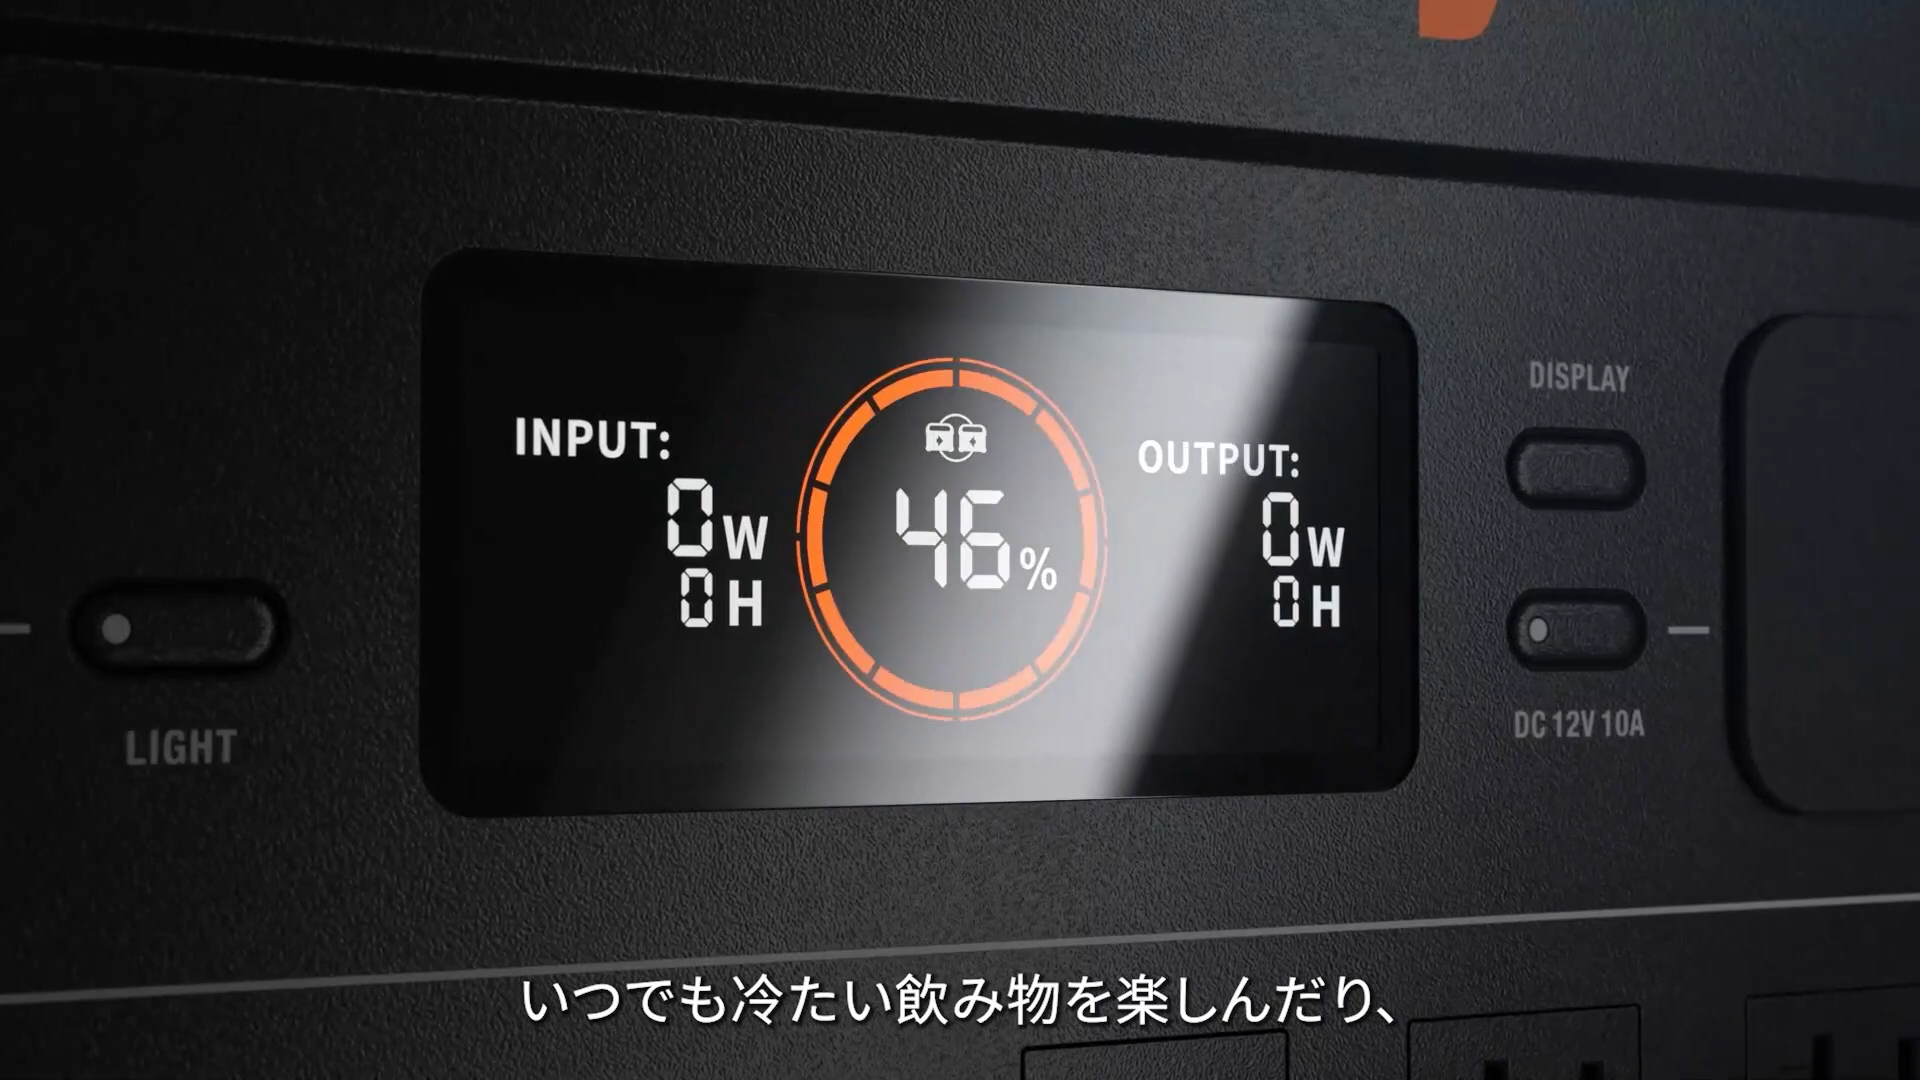 INPUT:
0W
0H
46%
OUTPUT:
0W
0H
DISPLAY
DC 12V 10A
LIGHT
いつでも冷たい飲み物を楽しんだり、